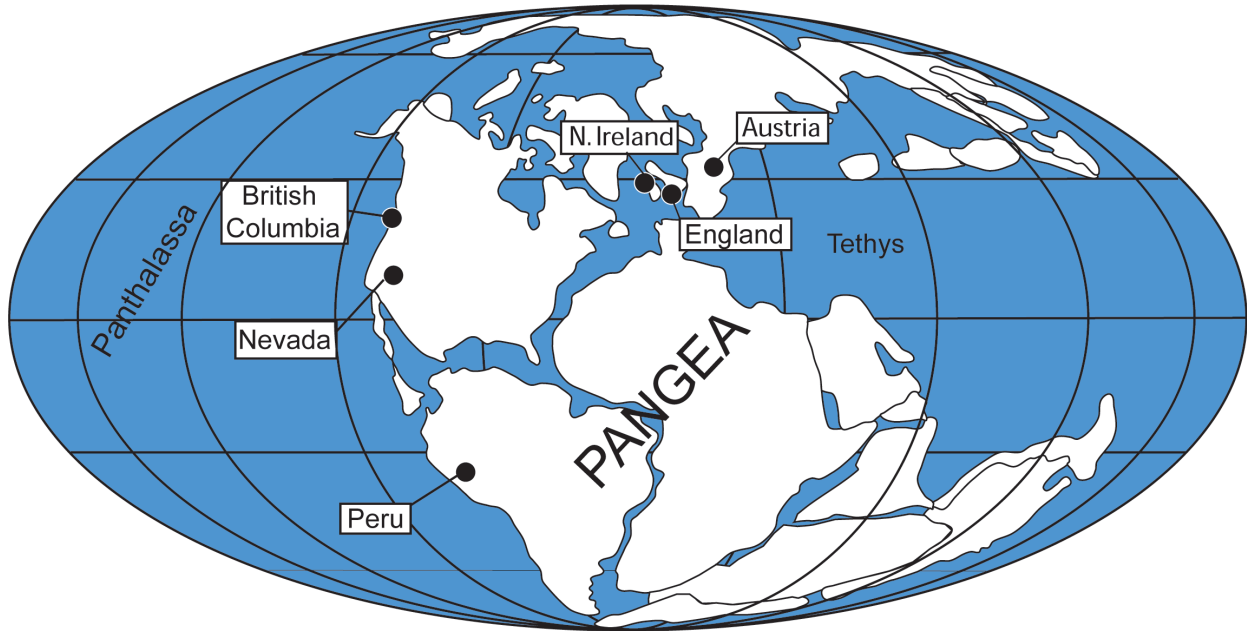 N. Ireland
Austria
British
Columbia
Panthalassa
England
Tethys
Nevada
PANGEA
Peru